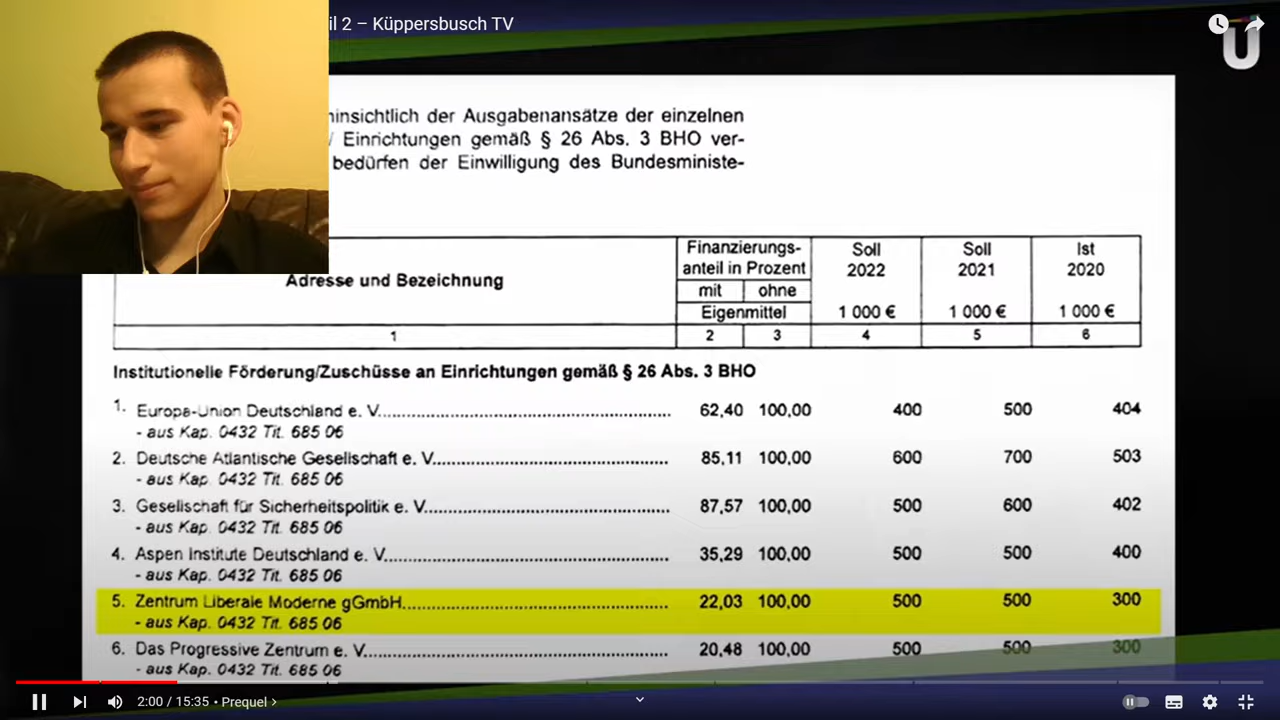 il 2 – Küppersbusch TV
U
hinsichtlich der Ausgabenansätze der einzelnen
/ Einrichtungen gemäß § 26 Abs. 3 BHO ver-
bedürfen der Einwilligung des Bundesministe-
Adresse und Bezeichnung
Finanzierungs-
anteil in Prozent
mit ohne
Eigenmittel
Soll
2022
1 000 €
Soll
2021
1 000 €
Ist
2020
1 000 €
1 2 3 4 5 6
Institutionelle Förderung/Zuschüsse an Einrichtungen gemäß § 26 Abs. 3 BHO
1. Europa-Union Deutschland e. V. 62,40 100,00 400 500 404
- aus Kap. 0432 Tit. 685 06
2. Deutsche Atlantische Gesellschaft e. V. 85,11 100,00 600 700 503
- aus Kap. 0432 Tit. 685 06
3. Gesellschaft für Sicherheitspolitik e. V. 87,57 100,00 500 600 402
- aus Kap. 0432 Tit. 685 06
4. Aspen Institute Deutschland e. V. 35,29 100,00 500 500 400
- aus Kap. 0432 Tit. 685 06
5. Zentrum Liberale Moderne gGmbH. 22,03 100,00 500 500 300
- aus Kap. 0432 Tit. 685 06
6. Das Progressive Zentrum e. V. 20,48 100,00 500 500 300
- aus Kap. 0432 Tit. 685 06
2:00 / 15:35 • Prequel ›